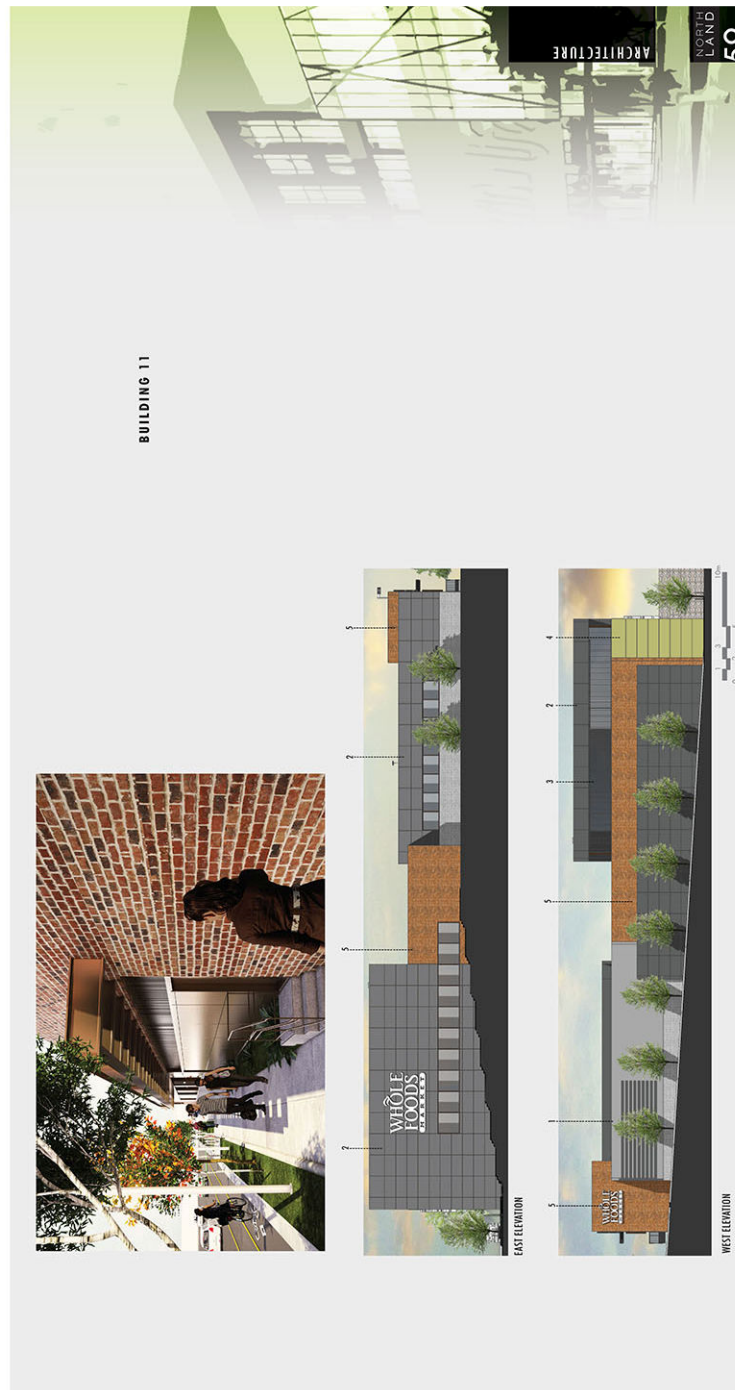 ARCHITECTURE
NORTH
LAND
BUILDING 11
2
5
2
5
WHOLE
FOODS
MARKET
EAST ELEVATION
5
1
5
3
2
4
WHOLE
FOODS
WEST ELEVATION
10m